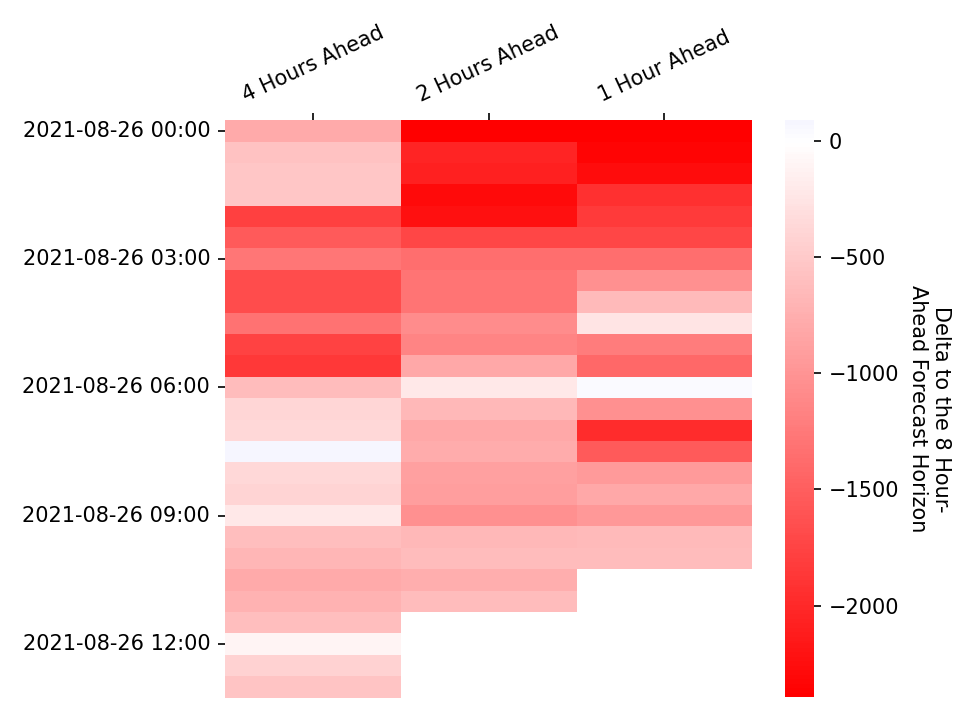 4 Hours Ahead
2 Hours Ahead
1 Hour Ahead
2021-08-26 00:00
2021-08-26 03:00
2021-08-26 06:00
2021-08-26 09:00
2021-08-26 12:00
0
−500
−1000
−1500
−2000
Delta to the 8 Hour-
Ahead Forecast Horizon